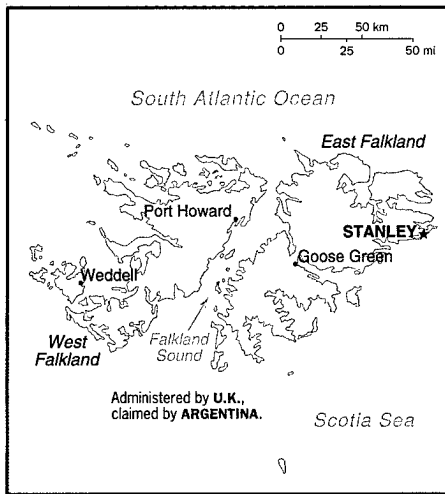 0 25 50 km
0 25 50 mi
South Atlantic Ocean
East Falkland
Port Howard
STANLEY
Goose Green
Weddell
West
Falkland
Falkland
Sound
Administered by U.K.,
claimed by ARGENTINA.
Scotia Sea